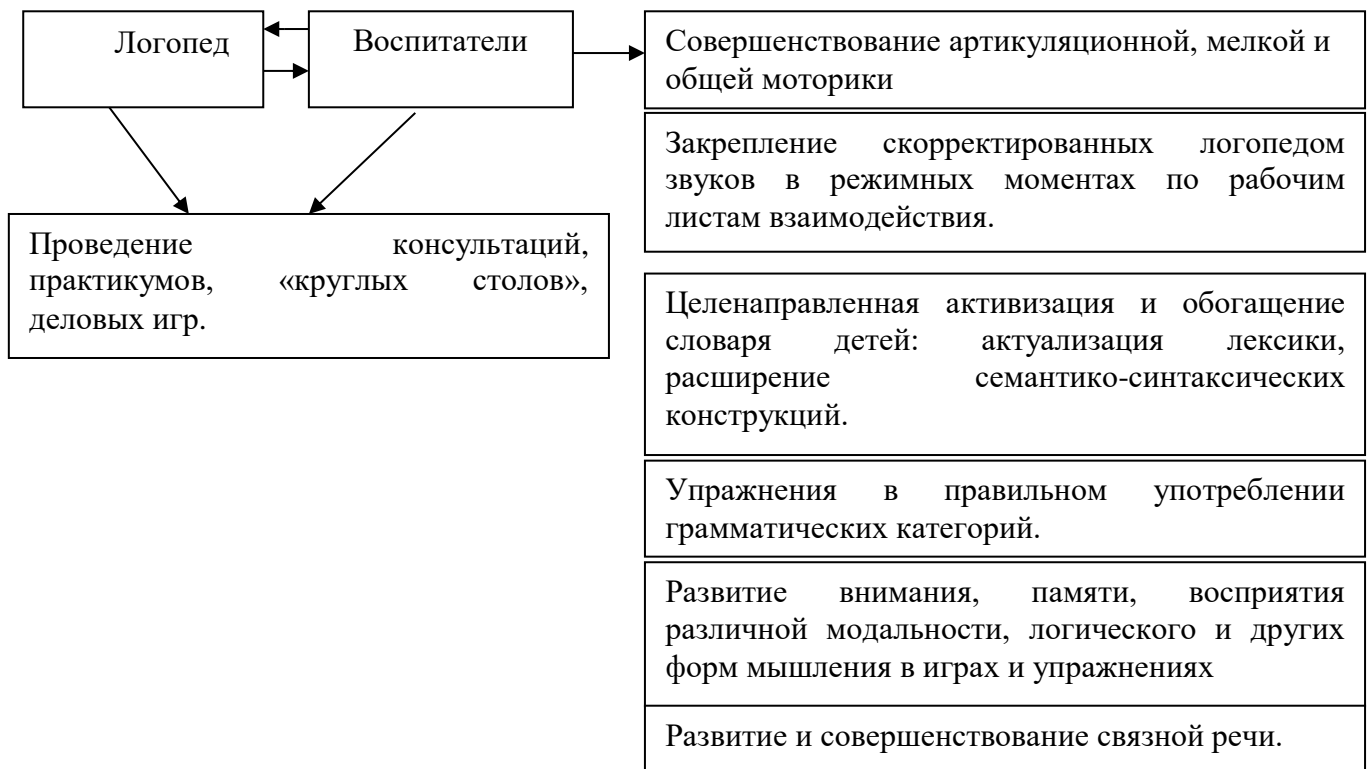 Логопед
Воспитатели
Совершенствование артикуляционной, мелкой и
общей моторики
Закрепление скорректированных логопедом
звуков в режимных моментах по рабочим
листам взаимодействия.
Проведение консультаций,
практикумов, «круглых столов»,
деловых игр.
Целенаправленная активизация и обогащение
словаря детей: актуализация лексики,
расширение семантико-синтаксических
конструкций.
Упражнения в правильном употреблении
грамматических категорий.
Развитие внимания, памяти, восприятия
различной модальности, логического и других
форм мышления в играх и упражнениях
Развитие и совершенствование связной речи.